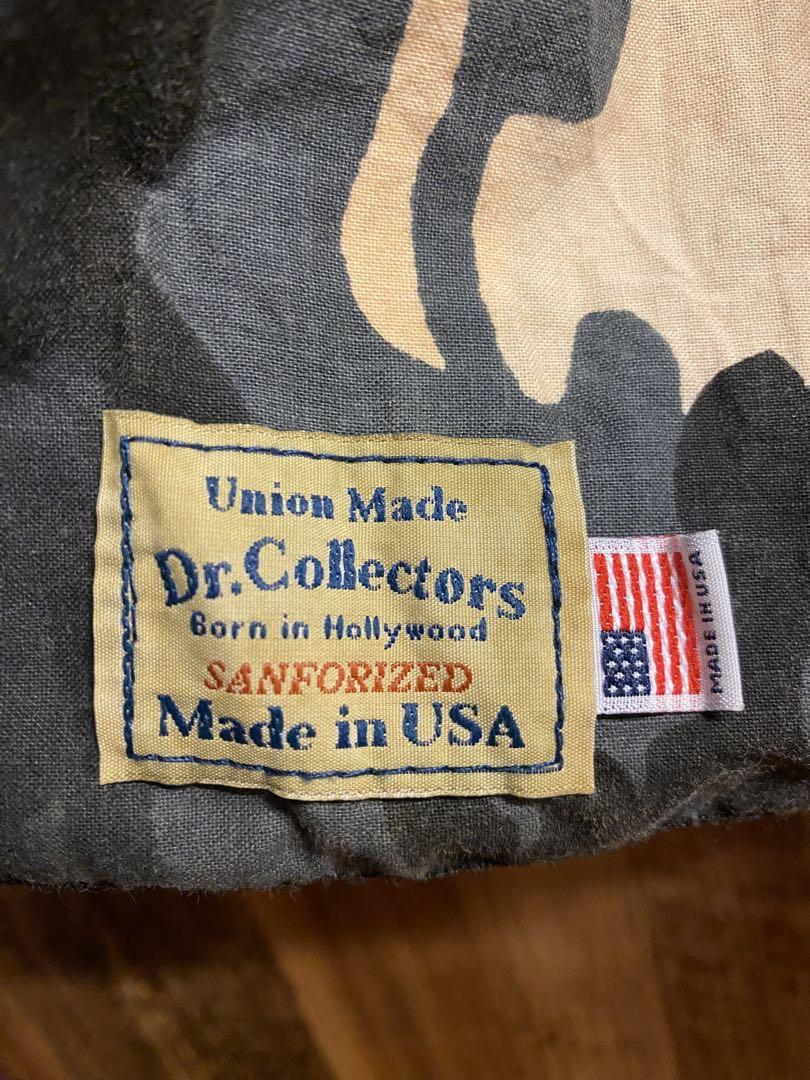 Union Made
Dr.Collectors
Born in Hollywood
SANFORIZED
Made in USA
MADE IN USA